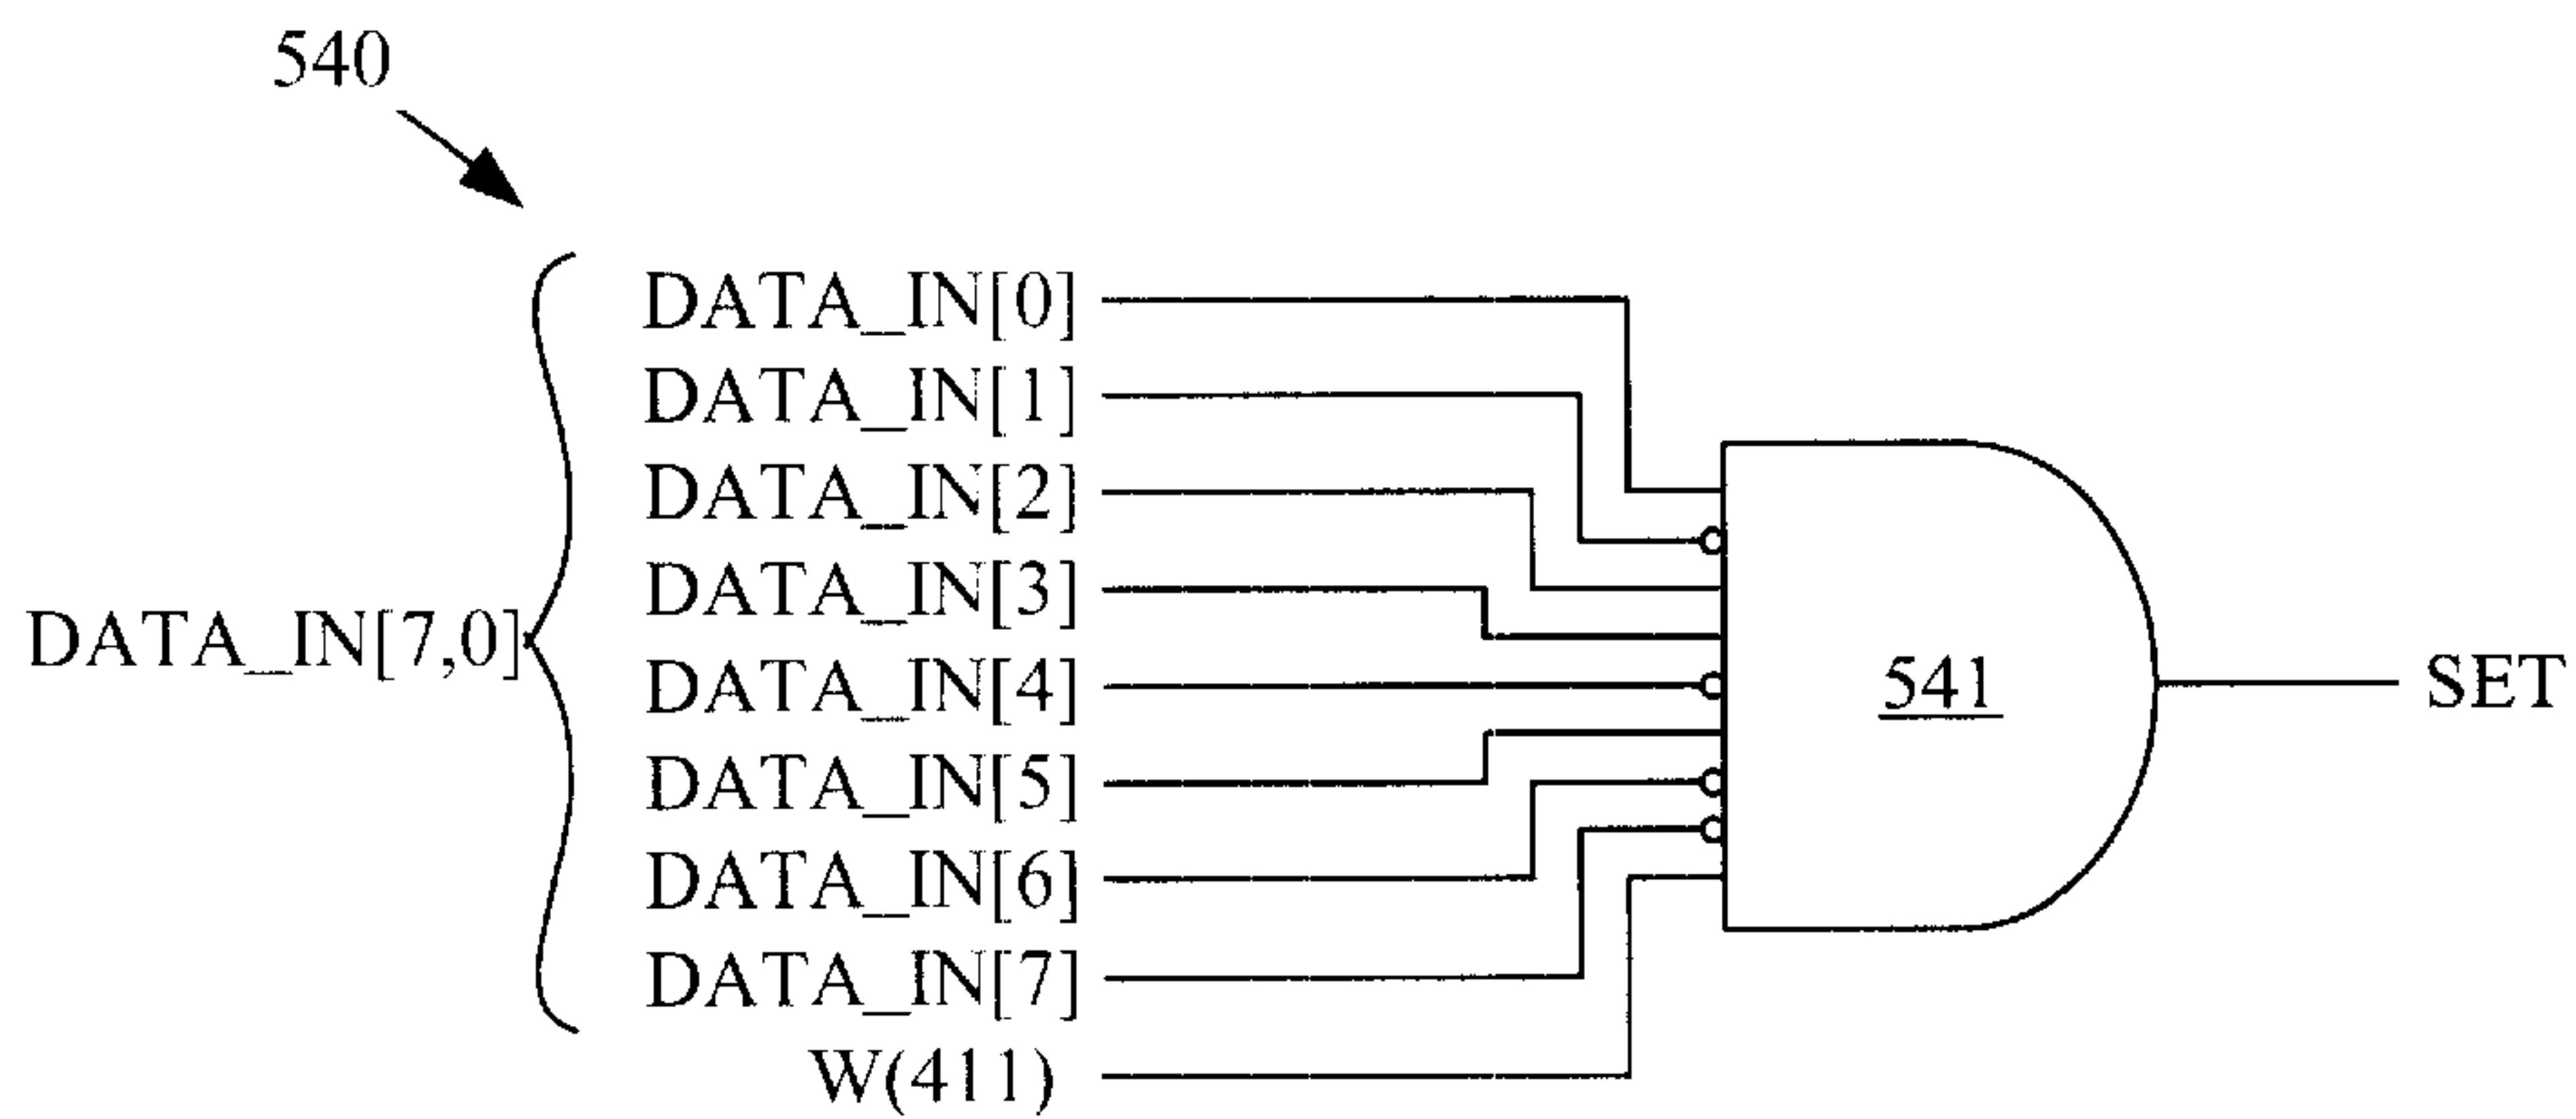 540
DATA_IN[0]
DATA_IN[1]
DATA_IN[2]
DATA_IN[3]
DATA_IN[7,0]
DATA_IN[4]
541
SET
DATA_IN[5]
DATA_IN[6]
DATA_IN[7]
W(411)